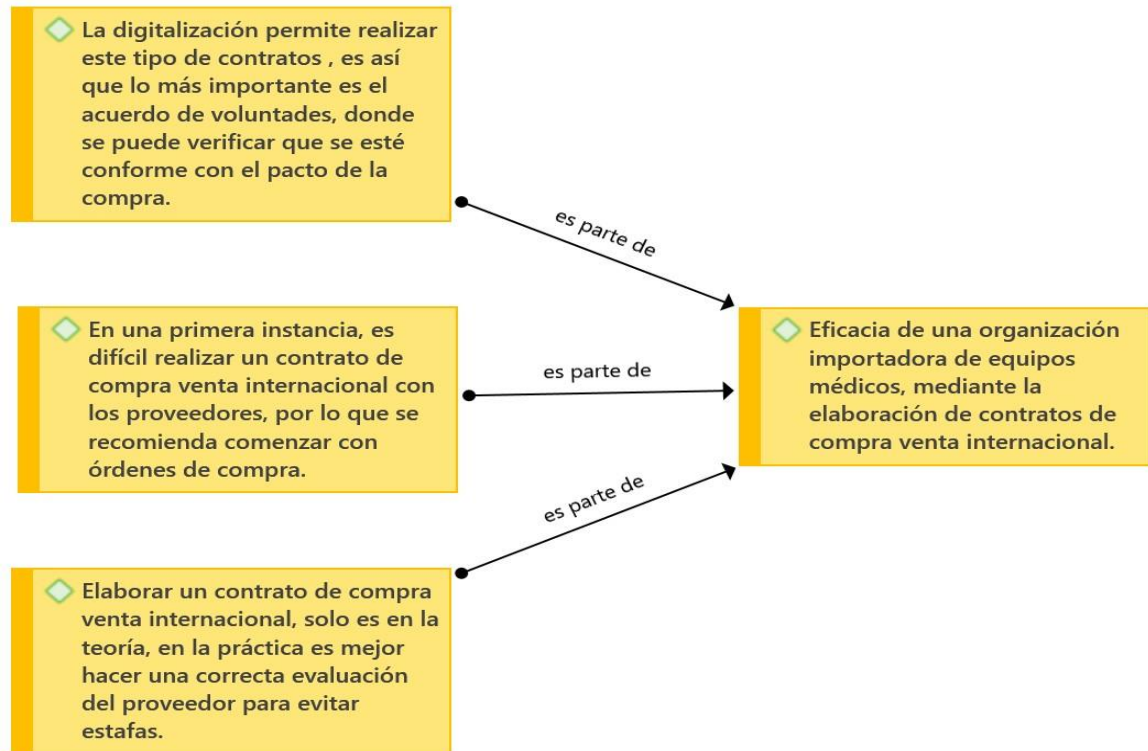 La digitalización permite realizar
este tipo de contratos , es así
que lo más importante es el
acuerdo de voluntades, donde
se puede verificar que se esté
conforme con el pacto de la
compra.
es parte de
En una primera instancia, es
difícil realizar un contrato de
compra venta internacional con
los proveedores, por lo que se
recomienda comenzar con
órdenes de compra.
es parte de
Eficacia de una organización
importadora de equipos
médicos, mediante la
elaboración de contratos de
compra venta internacional.
es parte de
Elaborar un contrato de compra
venta internacional, solo es en la
teoría, en la práctica es mejor
hacer una correcta evaluación
del proveedor para evitar
estafas.